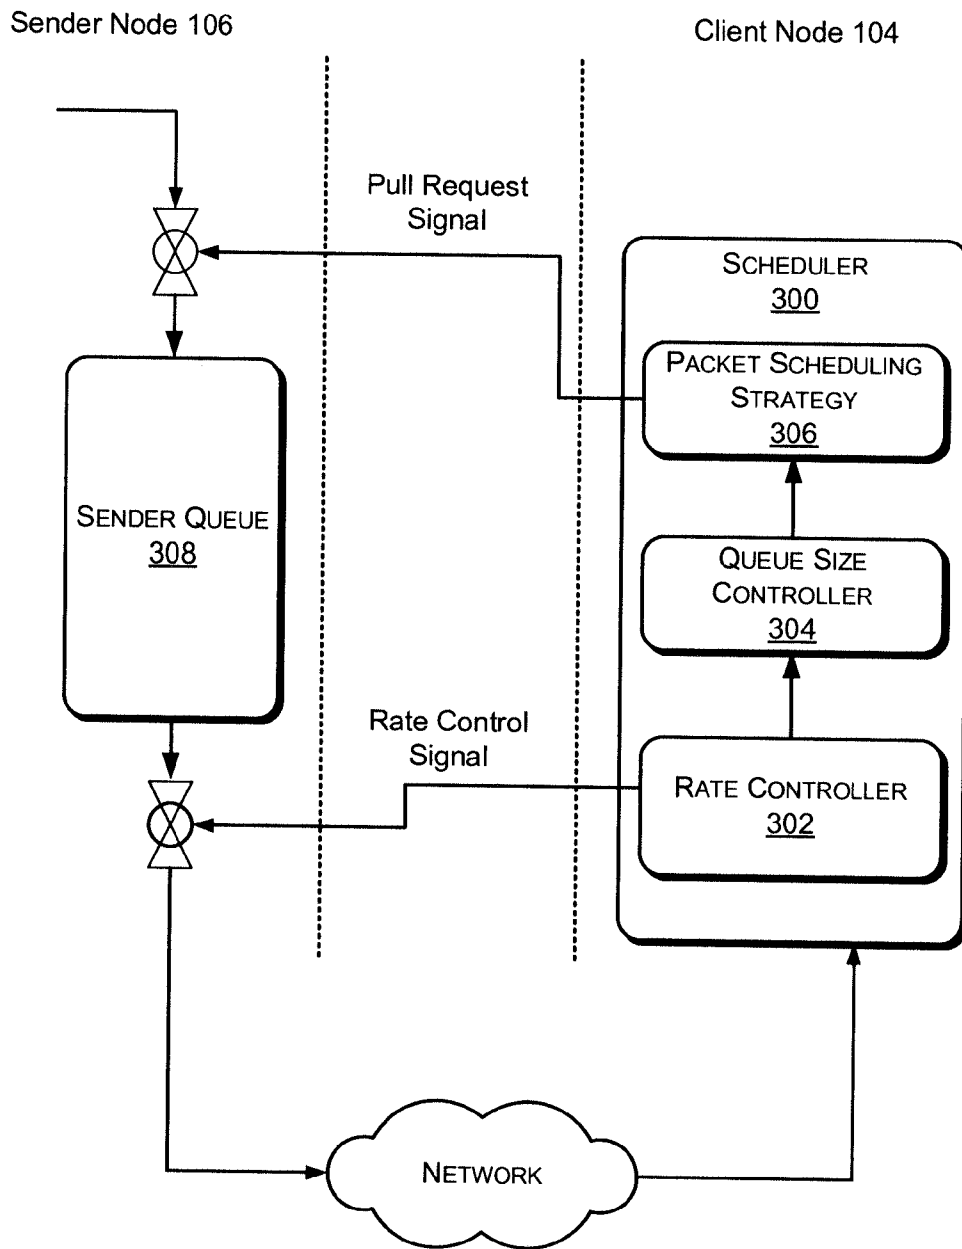 Sender Node 106
Client Node 104
Pull Request
Signal
SCHEDULER
300
PACKET SCHEDULING
STRATEGY
306
SENDER QUEUE
308
QUEUE SIZE
CONTROLLER
304
Rate Control
Signal
RATE CONTROLLER
302
NETWORK